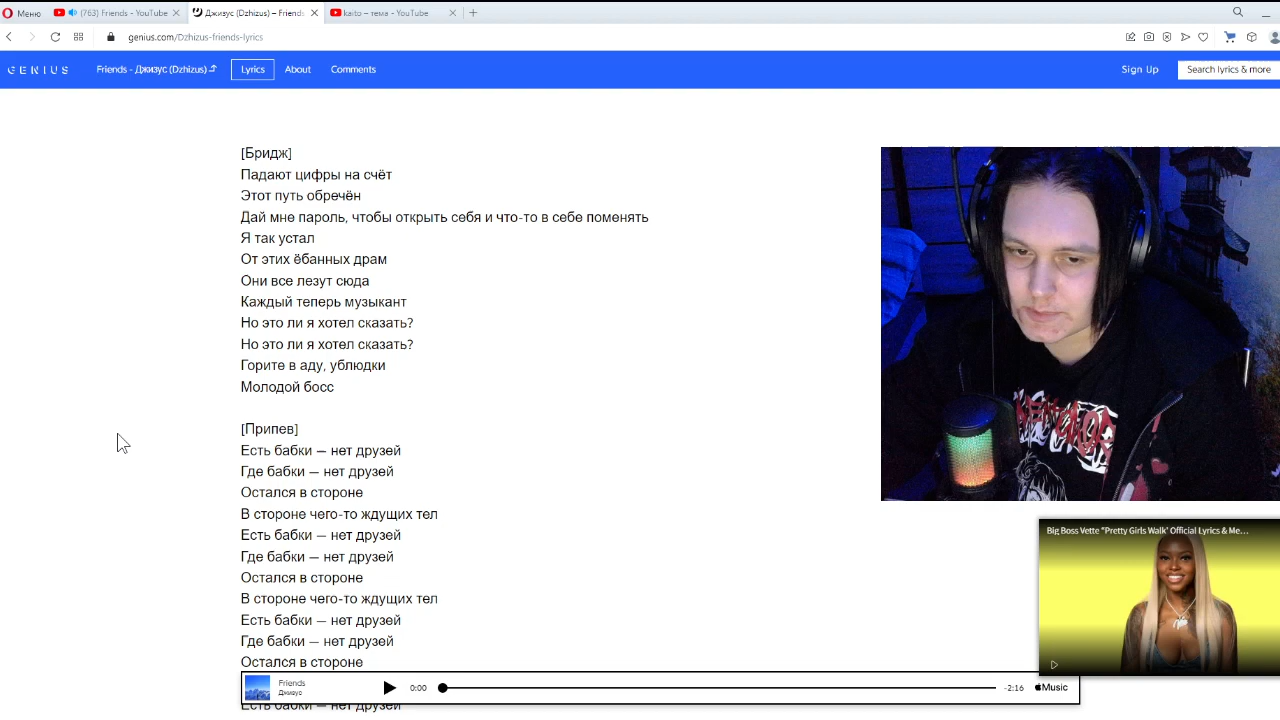 Меню
(763) Friends - YouTube
Джизус (Dzhizus) – Friends
kaito – тема - YouTube
genius.com/Dzhizus-friends-lyrics
GENIUS
Friends - Джизус (Dzhizus)
Lyrics
About
Comments
Sign Up
Search lyrics & more
[Бридж]
Падают цифры на счёт
Этот путь обречён
Дай мне пароль, чтобы открыть себя и что-то в себе поменять
Я так устал
От этих ёбанных драм
Они все лезут сюда
Каждый теперь музыкант
Но это ли я хотел сказать?
Но это ли я хотел сказать?
Горите в аду, ублюдки
Молодой босс
[Припев]
Есть бабки — нет друзей
Где бабки — нет друзей
Остался в стороне
В стороне чего-то ждущих тел
Есть бабки — нет друзей
Где бабки — нет друзей
Остался в стороне
В стороне чего-то ждущих тел
Есть бабки — нет друзей
Где бабки — нет друзей
Остался в стороне
Есть бабки — нет друзей
Big Boss Vette “Pretty Girls Walk” Official Lyrics & Me...
Friends
Джизус
0:00
-2:16
Music